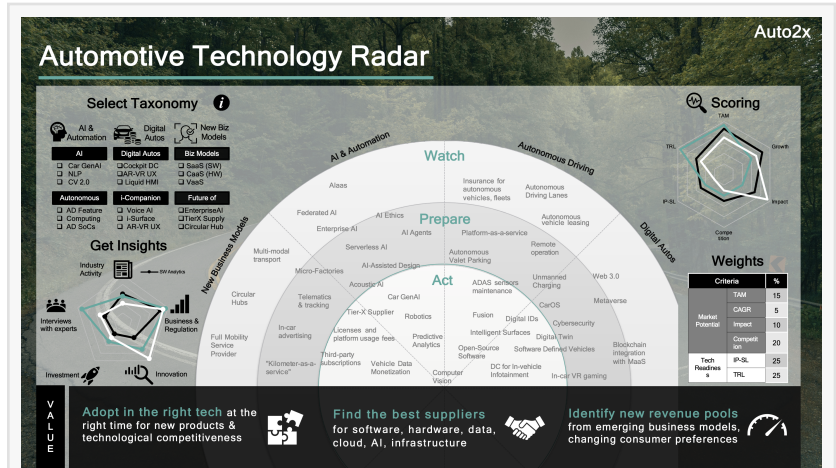 Auto2x
Automotive Technology Radar
Select Taxonomy
i
AI &
Automation
Digital
Autos
New Biz
Models
AI
Car GenAI
NLP
CV 2.0
Digital Autos
Cockpit DC
AR-VR UX
Liquid HMI
Biz Models
SaaS (SW)
CaaS (HW)
VaaS
Autonomous
AD Feature
Computing
AD SoCs
i-Companion
Voice AI
i-Surface
AR-VR UX
Future of
EnterpriseAI
TierX Supply
Circular Hub
Get Insights
Industry
Activity
SW Analytics
Interviews
with experts
Business &
Regulation
Investment
Innovation
New Business Models
AI & Automation
Autonomous Driving
Digital Autos
Watch
Aiaas
Insurance for
autonomous
vehicles, fleets
Autonomous
Driving Lanes
Federated AI
Multi-modal
transport
Circular
Hubs
Full Mobility
Service
Provider
Autonomous
vehicle leasing
Web 3.0
Metaverse
Blockchain
integration
with MaaS
Prepare
AI Ethics
Enterprise AI
AI Agents
Platform-as-a-service
Serverless AI
Remote
operation
Autonomous
Valet Parking
AI-Assisted Design
Micro-Factories
Acoustic AI
Unmanned
Charging
Telematics
& tracking
CarOS
In-car
advertising
Cybersecurity
Digital Twin
"Kilometer-as-a-
service"
Third-party
subscriptions
In-car VR gaming
Act
ADAS sensors
maintenance
Car GenAI
Tier-X Supplier
Robotics
Fusion
Digital IDs
Licenses and
platform usage fees
Predictive
Analytics
Intelligent Surfaces
Open-Source
Software
Software Defined Vehicles
Vehicle Data
Monetization
Computer
Vision
DC for In-vehicle
Infotainment
Scoring
TAM
TRL
Growth
IP-SL
Impact
Compe
tition
Weights
Criteria
%
Market
Potential
TAM
15
CAGR
5
Impact
10
Competit
ion
20
Tech
Readines
s
IP-SL
25
TRL
25
VALUE
Adopt in the right tech at the
right time for new products &
technological competitiveness
Find the best suppliers
for software, hardware, data,
cloud, AI, infrastructure
Identify new revenue pools
from emerging business models,
changing consumer preferences